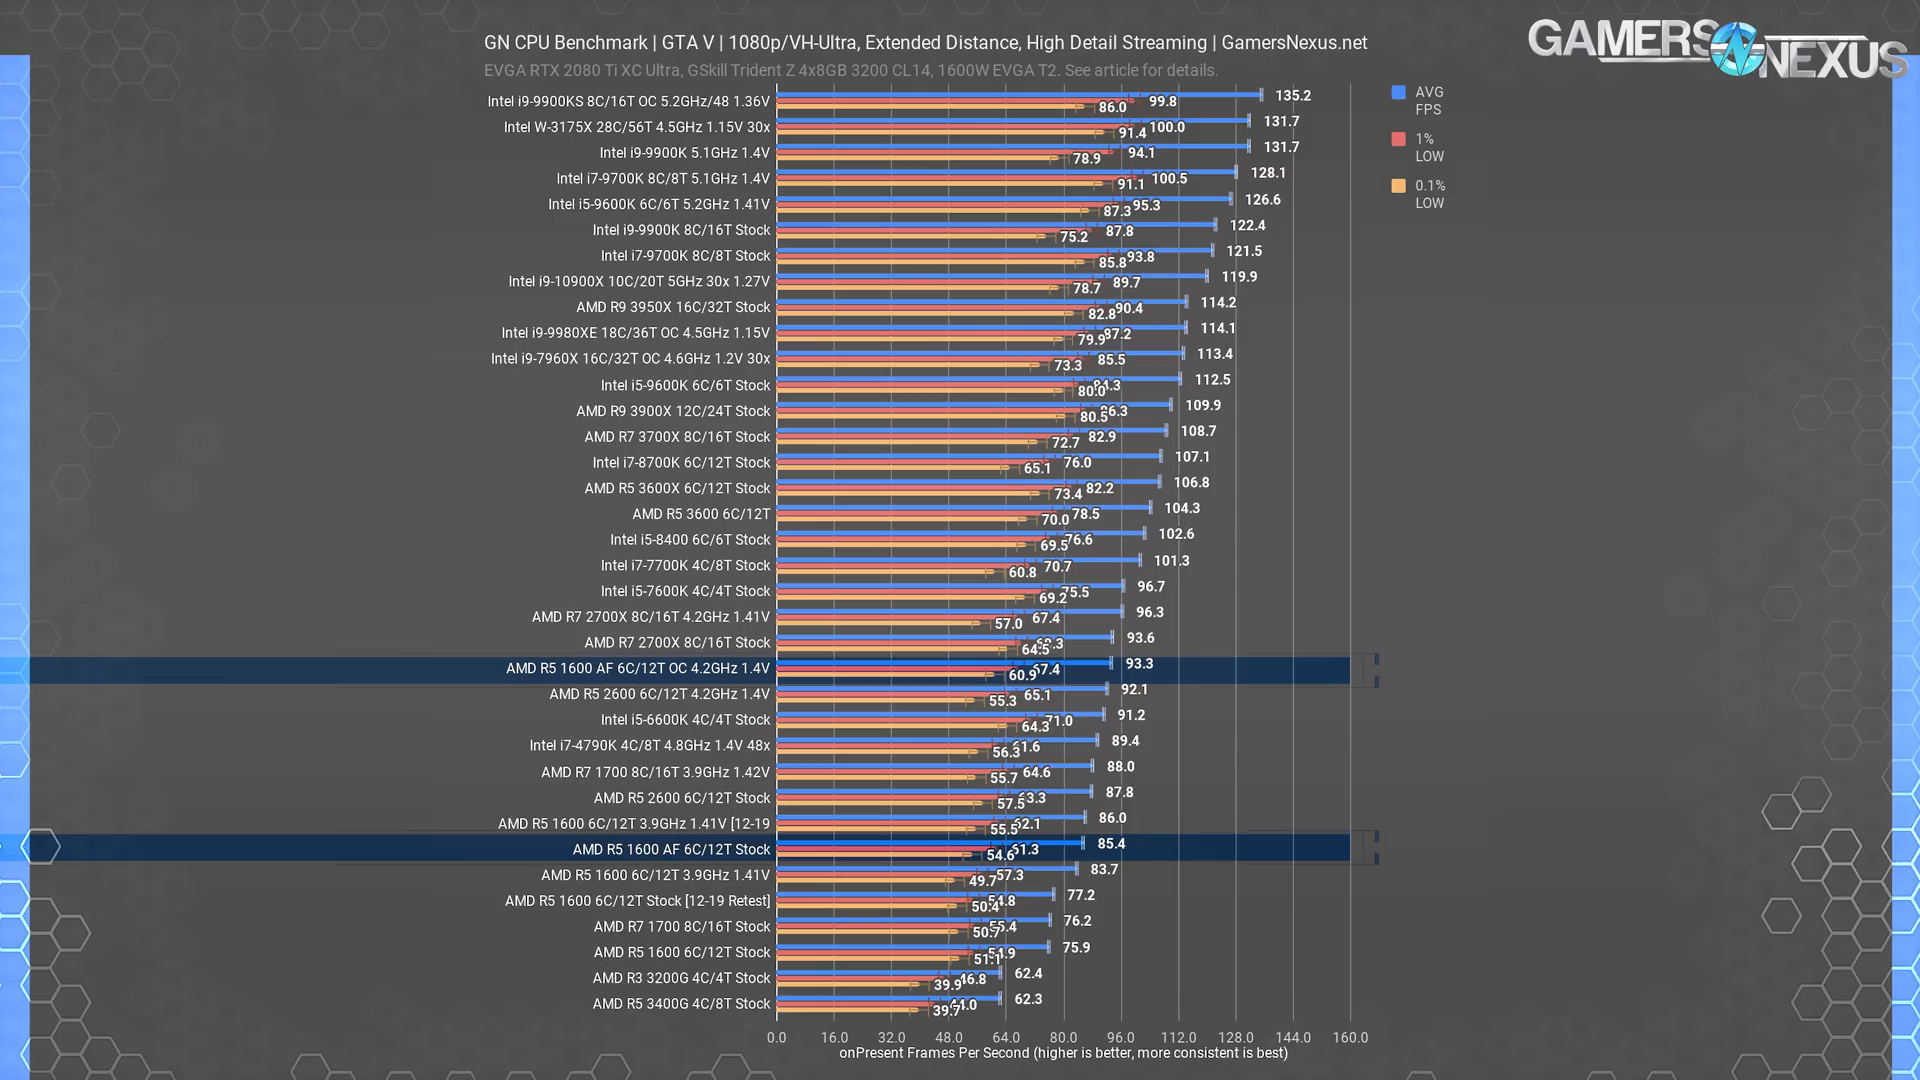 GN CPU Benchmark | GTA V | 1080p/VH-Ultra, Extended Distance, High Detail Streaming | GamersNexus.net
EVGA RTX 2080 Ti XC Ultra, GSkill Trident Z 4x8GB 3200 CL14, 1600W EVGA T2. See article for details.
GAMERS NEXUS
AVG FPS
1% LOW
0.1% LOW
Intel i9-9900KS 8C/16T OC 5.2GHz/48 1.36V 135.2 99.8 86.0
Intel W-3175X 28C/56T 4.5GHz 1.15V 30x 131.7 100.0 91.4
Intel i9-9900K 5.1GHz 1.4V 131.7 94.1 78.9
Intel i7-9700K 8C/8T 5.1GHz 1.4V 128.1 100.5 91.1
Intel i5-9600K 6C/6T 5.2GHz 1.41V 126.6 95.3 87.3
Intel i9-9900K 8C/16T Stock 122.4 87.8 75.2
Intel i7-9700K 8C/8T Stock 121.5 93.8 85.8
Intel i9-10900X 10C/20T 5GHz 30x 1.27V 119.9 89.7 78.7
AMD R9 3950X 16C/32T Stock 114.2 90.4 82.8
Intel i9-9980XE 18C/36T OC 4.5GHz 1.15V 114.1 87.2 79.9
Intel i9-7960X 16C/32T OC 4.6GHz 1.2V 30x 113.4 85.5 73.3
Intel i5-9600K 6C/6T Stock 112.5 84.3 80.0
AMD R9 3900X 12C/24T Stock 109.9 86.3 80.5
AMD R7 3700X 8C/16T Stock 108.7 82.9 72.7
Intel i7-8700K 6C/12T Stock 107.1 76.0 65.1
AMD R5 3600X 6C/12T Stock 106.8 82.2 73.4
AMD R5 3600 6C/12T 104.3 78.5 70.0
Intel i5-8400 6C/6T Stock 102.6 76.6 69.5
Intel i7-7700K 4C/8T Stock 101.3 70.7 60.8
Intel i5-7600K 4C/4T Stock 96.7 75.5 69.2
AMD R7 2700X 8C/16T 4.2GHz 1.41V 96.3 67.4 57.0
AMD R7 2700X 8C/16T Stock 93.6 64.5
AMD R5 1600 AF 6C/12T OC 4.2GHz 1.4V 93.3 67.4 60.9
AMD R5 2600 6C/12T 4.2GHz 1.4V 92.1 65.1 55.3
Intel i5-6600K 4C/4T Stock 91.2 71.0 64.3
Intel i7-4790K 4C/8T 4.8GHz 1.4V 48x 89.4 61.6 56.3
AMD R7 1700 8C/16T 3.9GHz 1.42V 88.0 64.6 55.7
AMD R5 2600 6C/12T Stock 87.8 63.3 57.5
AMD R5 1600 6C/12T 3.9GHz 1.41V [12-19 86.0 62.1 55.5
AMD R5 1600 AF 6C/12T Stock 85.4 61.3 54.6
AMD R5 1600 6C/12T 3.9GHz 1.41V 83.7 57.3 49.7
AMD R5 1600 6C/12T Stock [12-19 Retest] 77.2 54.8 50.4
AMD R7 1700 8C/16T Stock 76.2 55.4 50.7
AMD R5 1600 6C/12T Stock 75.9 54.9 51.1
AMD R3 3200G 4C/4T Stock 62.4 46.8 39.9
AMD R5 3400G 4C/8T Stock 62.3 44.0 39.7
0.0 16.0 32.0 48.0 64.0 80.0 96.0 112.0 128.0 144.0 160.0
onPresent Frames Per Second (higher is better, more consistent is best)